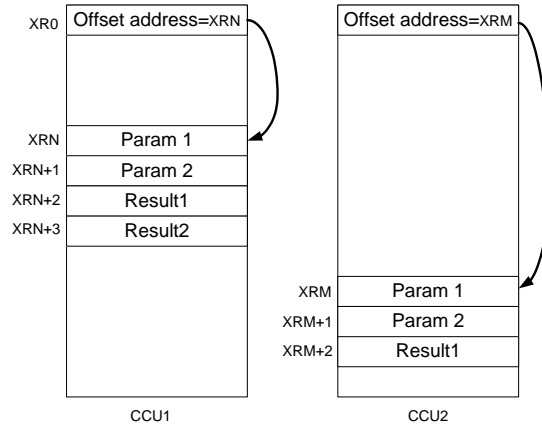 XR0
Offset address=XRN
XRN
Param 1
XRN+1
Param 2
XRN+2
Result1
XRN+3
Result2
CCU1
Offset address=XRM
XRM
Param 1
XRM+1
Param 2
XRM+2
Result1
CCU2